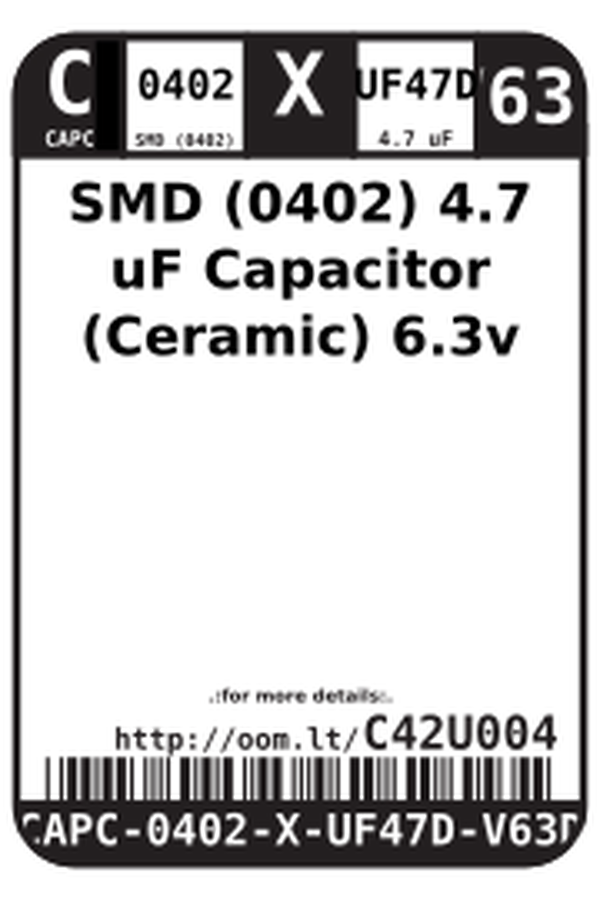 C 0402 X UF47D 63
CAPC SMD (0402) 4.7 uF
SMD (0402) 4.7
uF Capacitor
(Ceramic) 6.3v
.:for more details:.
http://oom.lt/C42U004
CAPC-0402-X-UF47D-V63D